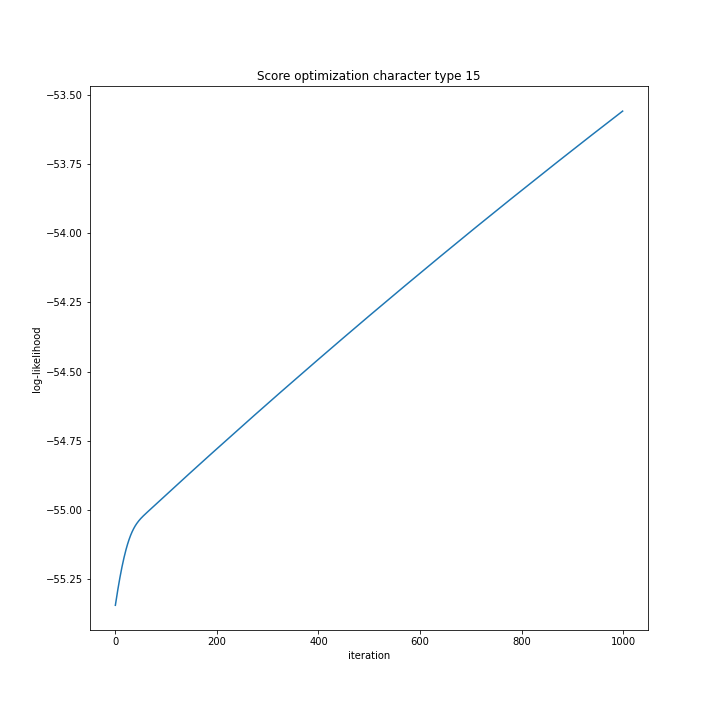 Score optimization character type 15
−53.50
−53.75
−54.00
−54.25
−54.50
−54.75
−55.00
−55.25
log-likelihood
0 200 400 600 800 1000
iteration